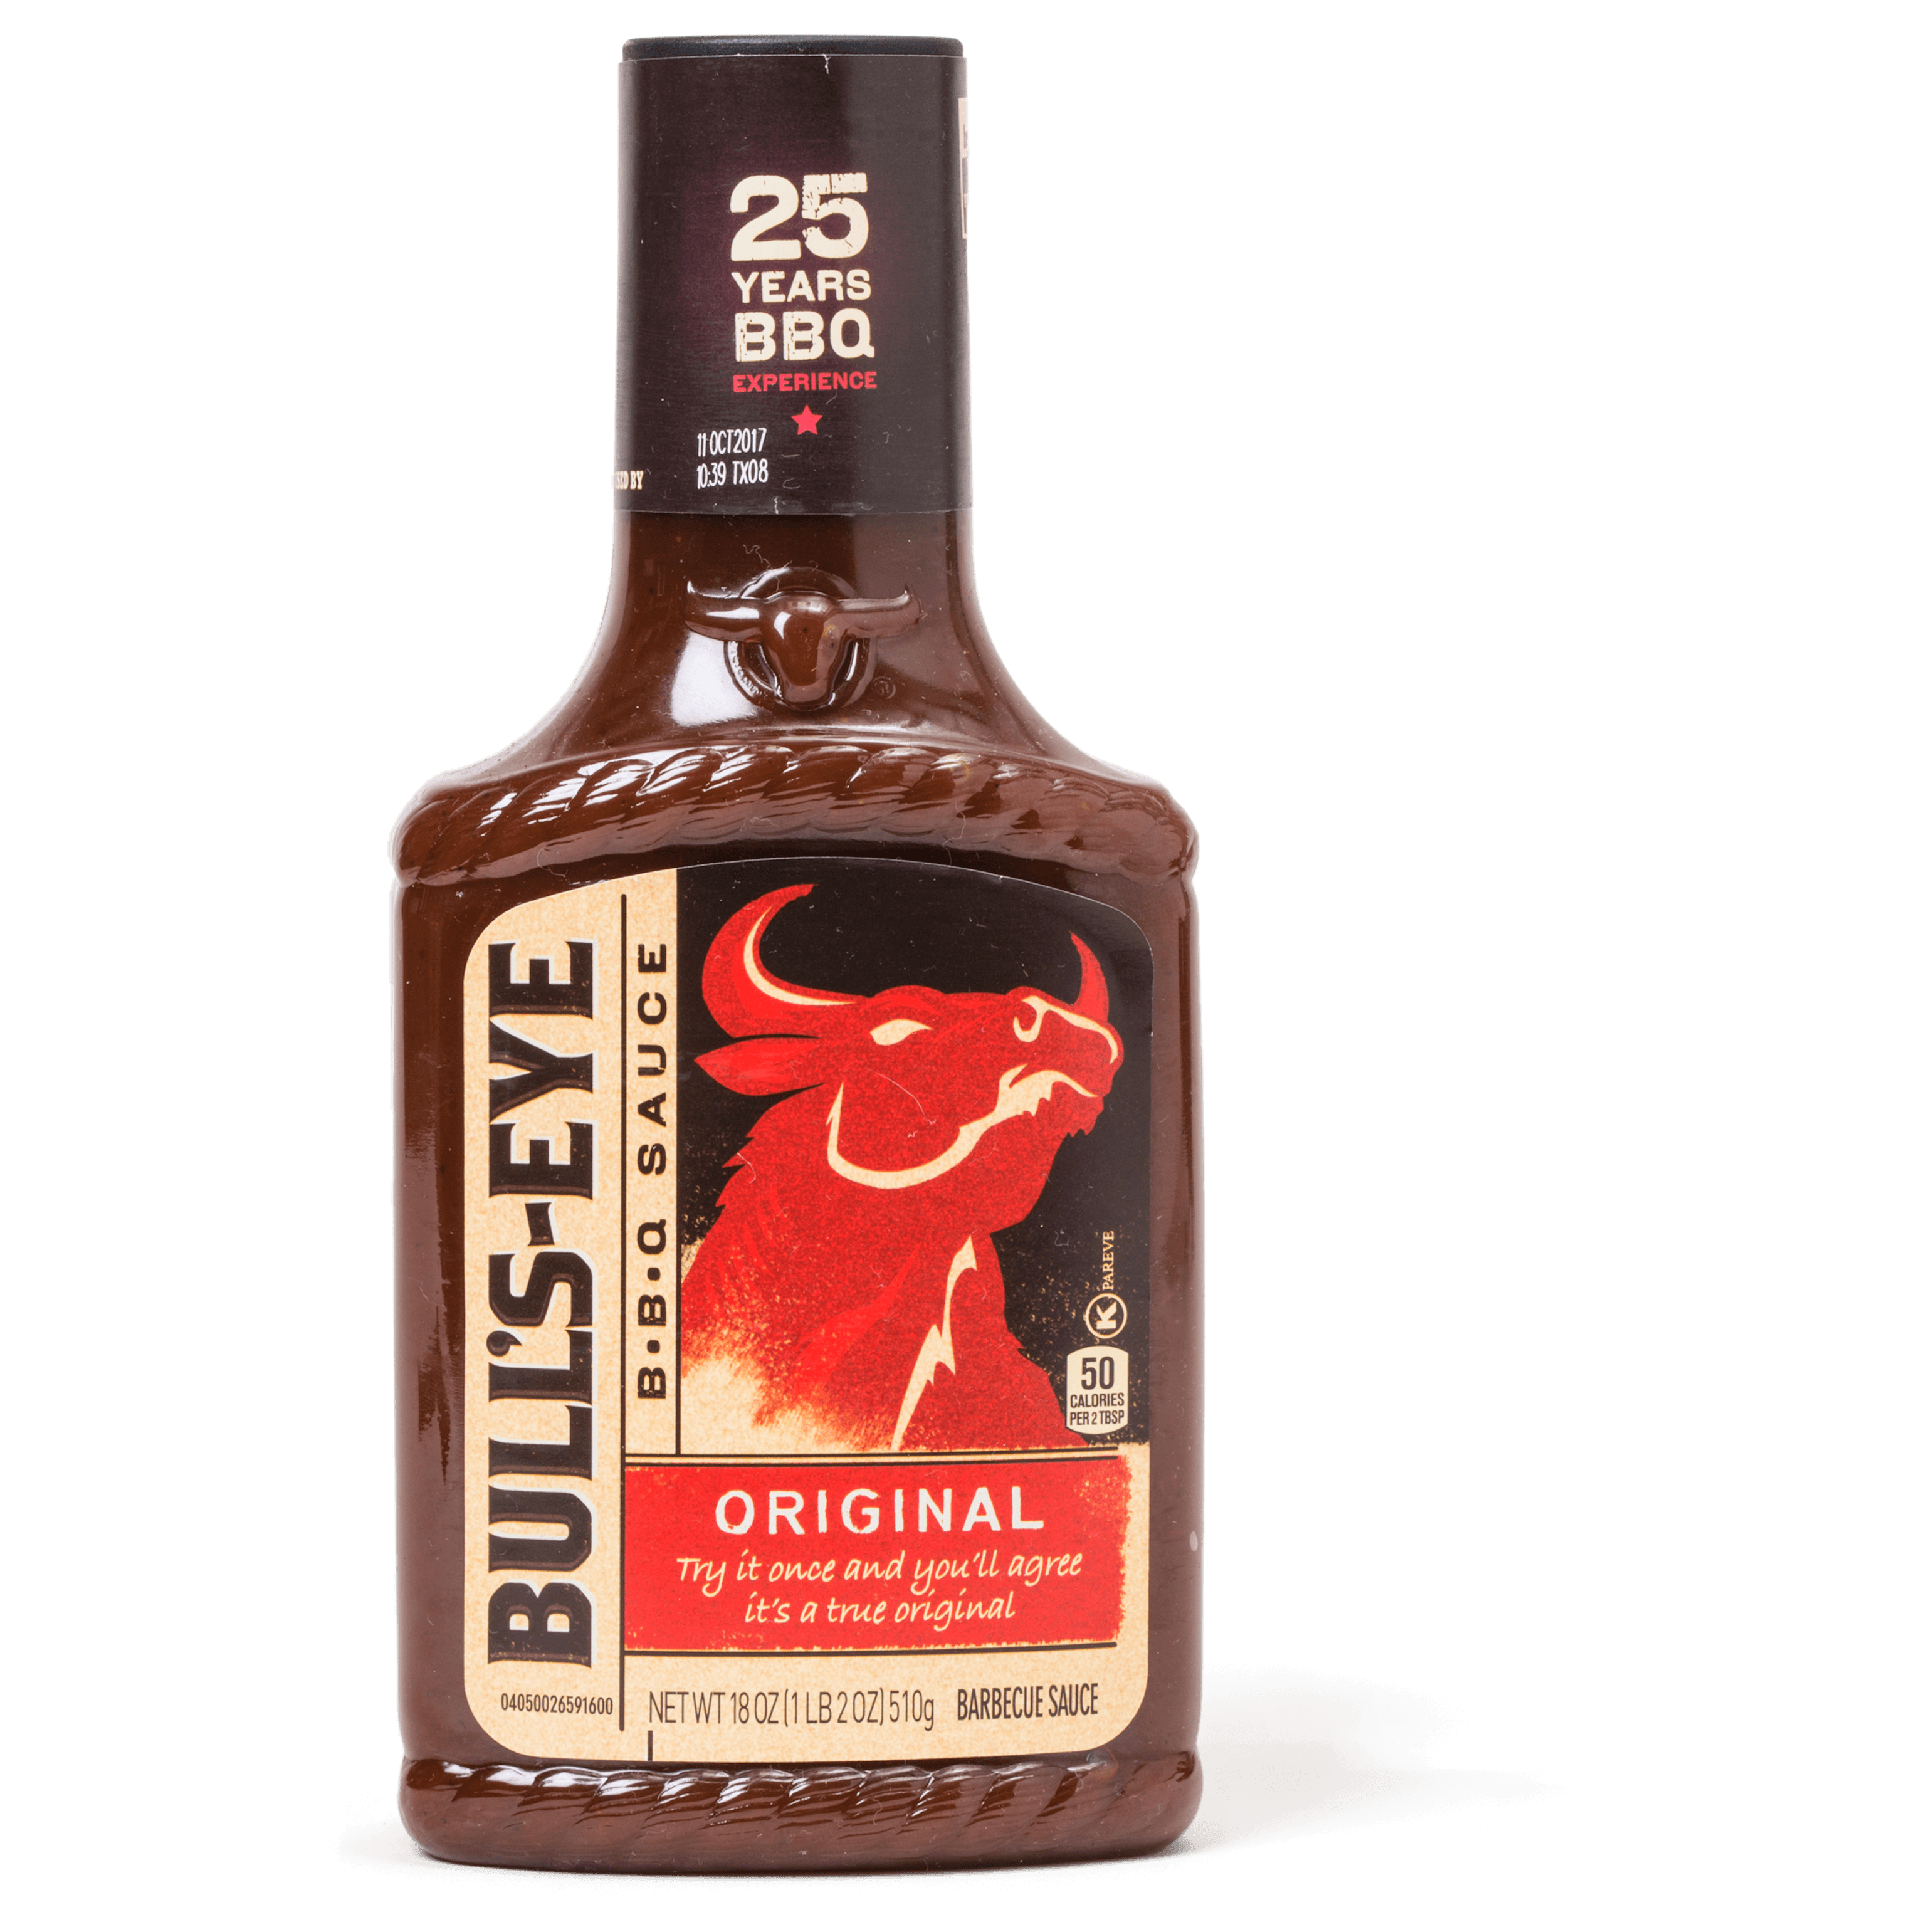 25
YEARS
BBQ
EXPERIENCE
11 OCT2017
10:39 TX08
BY
®
BULL'S-EYE
B•B•Q SAUCE
K PAREVE
50
CALORIES
PER 2 TBSP
ORIGINAL
Try it once and you'll agree
it's a true original
04050026591600
NET WT 18 OZ (1 LB 2 OZ) 510g BARBECUE SAUCE